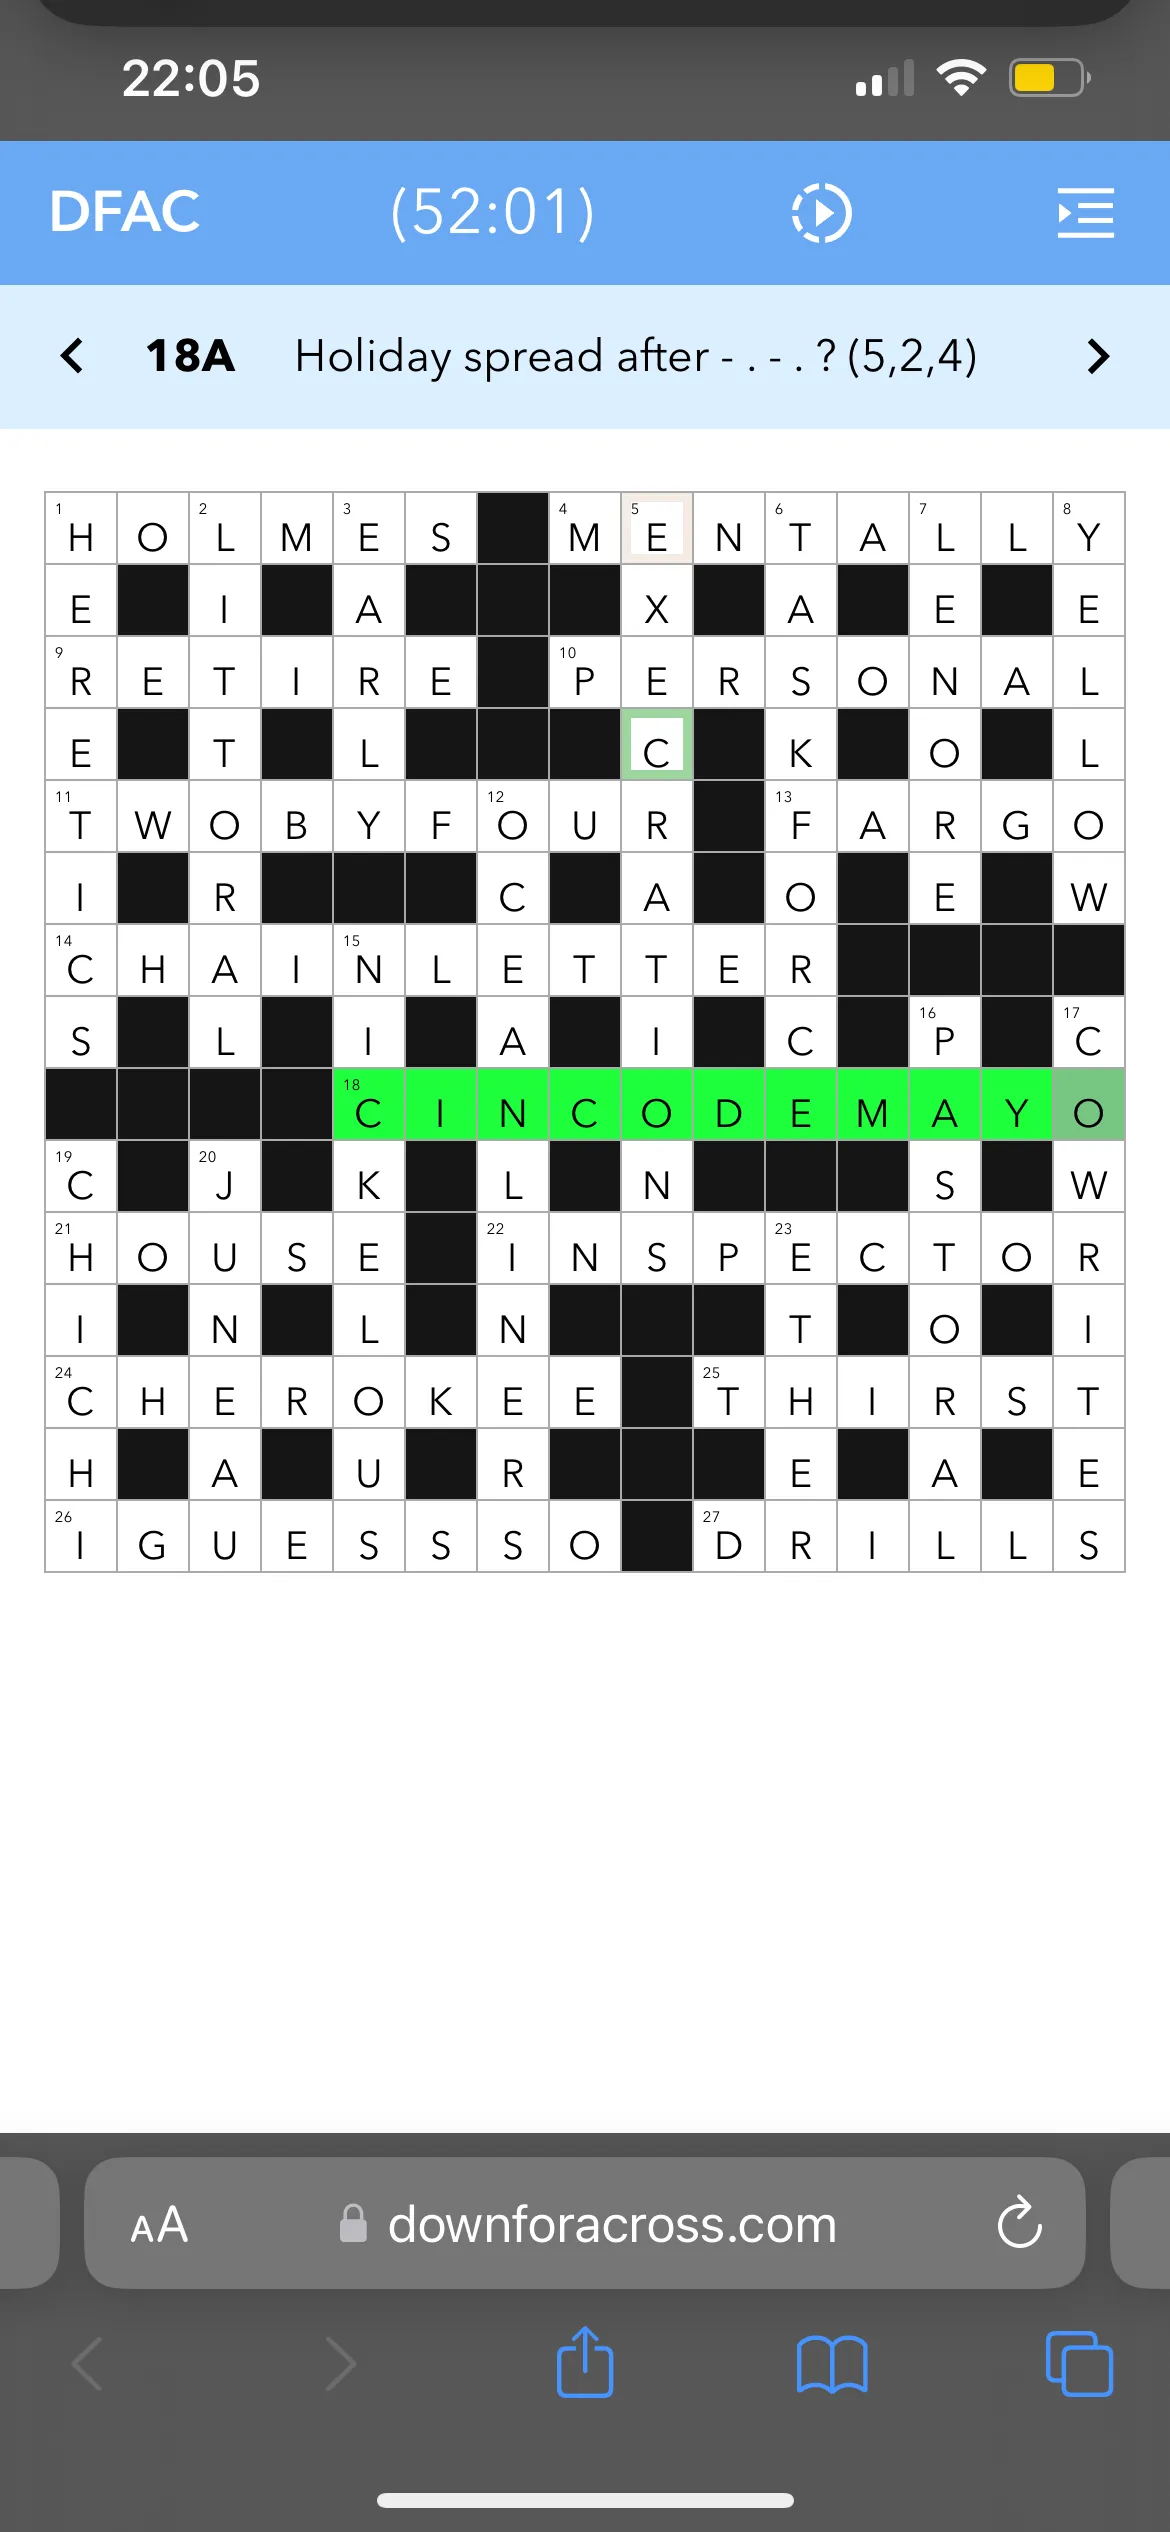 22:05
DFAC (52:01)
18A Holiday spread after - . - . ? (5,2,4)
1 H O 2 L M 3 E S 4 M 5 E N 6 T A 7 L L 8 Y
E I A X A E E
9 R E T I R E 10 P E R S O N A L
E T L C K O L
11 T W O B Y F 12 O U R 13 F A R G O
I R C A O E W
14 C H A I 15 N L E T T E R
S L I A I C 16 P 17 C
18 C I N C O D E M A Y O
19 C 20 J K L N S W
21 H O U S E 22 I N S P 23 E C T O R
I N L N T O I
24 C H E R O K E E 25 T H I R S T
H A U R E A E
26 I G U E S S S O 27 D R I L L S
AA downforacross.com